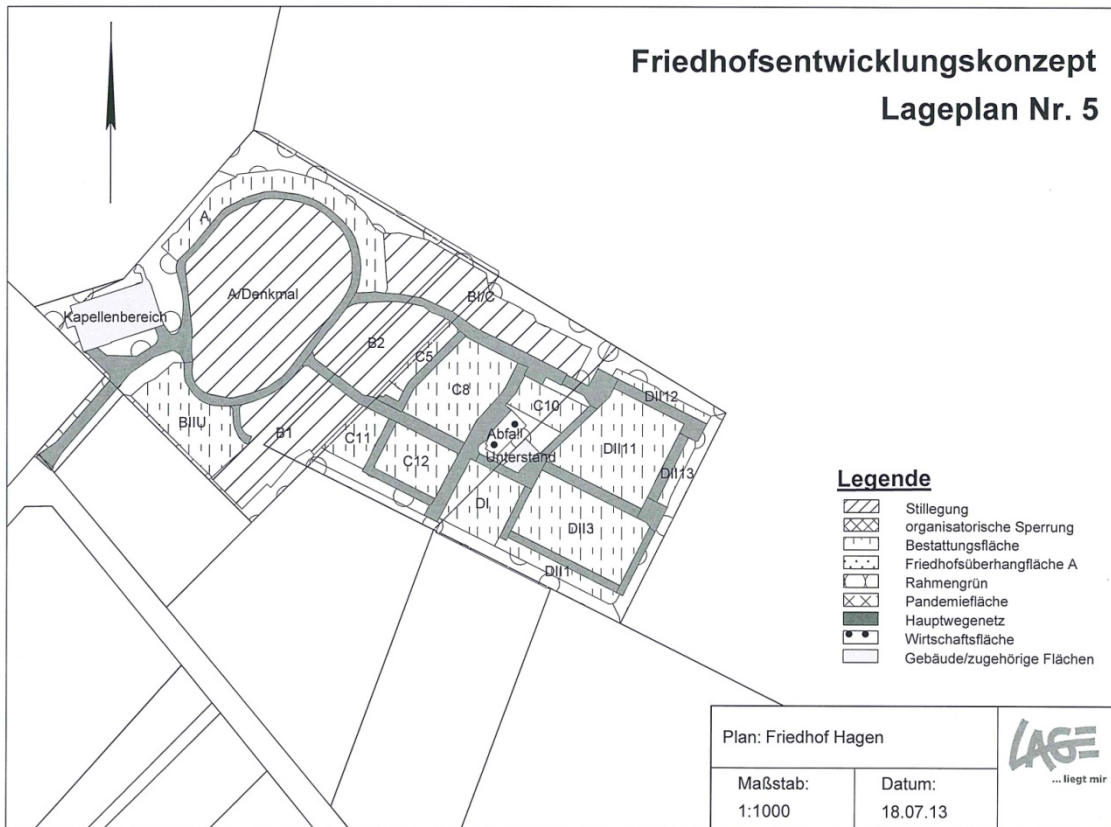 Friedhofsentwicklungskonzept
Lageplan Nr. 5
A
A/Denkmal
BI/C
Kapellenbereich
B2
C5
C8
C10
DII12
BIIU
B1
C11
C12
Abfall
Unterstand
DII11
DII13
DI
DII3
DII1
Legende
Stillegung
organisatorische Sperrung
Bestattungsfläche
Friedhofsüberhangfläche A
Rahmengrün
Pandemiefläche
Hauptwegenetz
Wirtschaftsfläche
Gebäude/zugehörige Flächen
Plan: Friedhof Hagen
Maßstab:
1:1000
Datum:
18.07.13
LAGE
... liegt mir